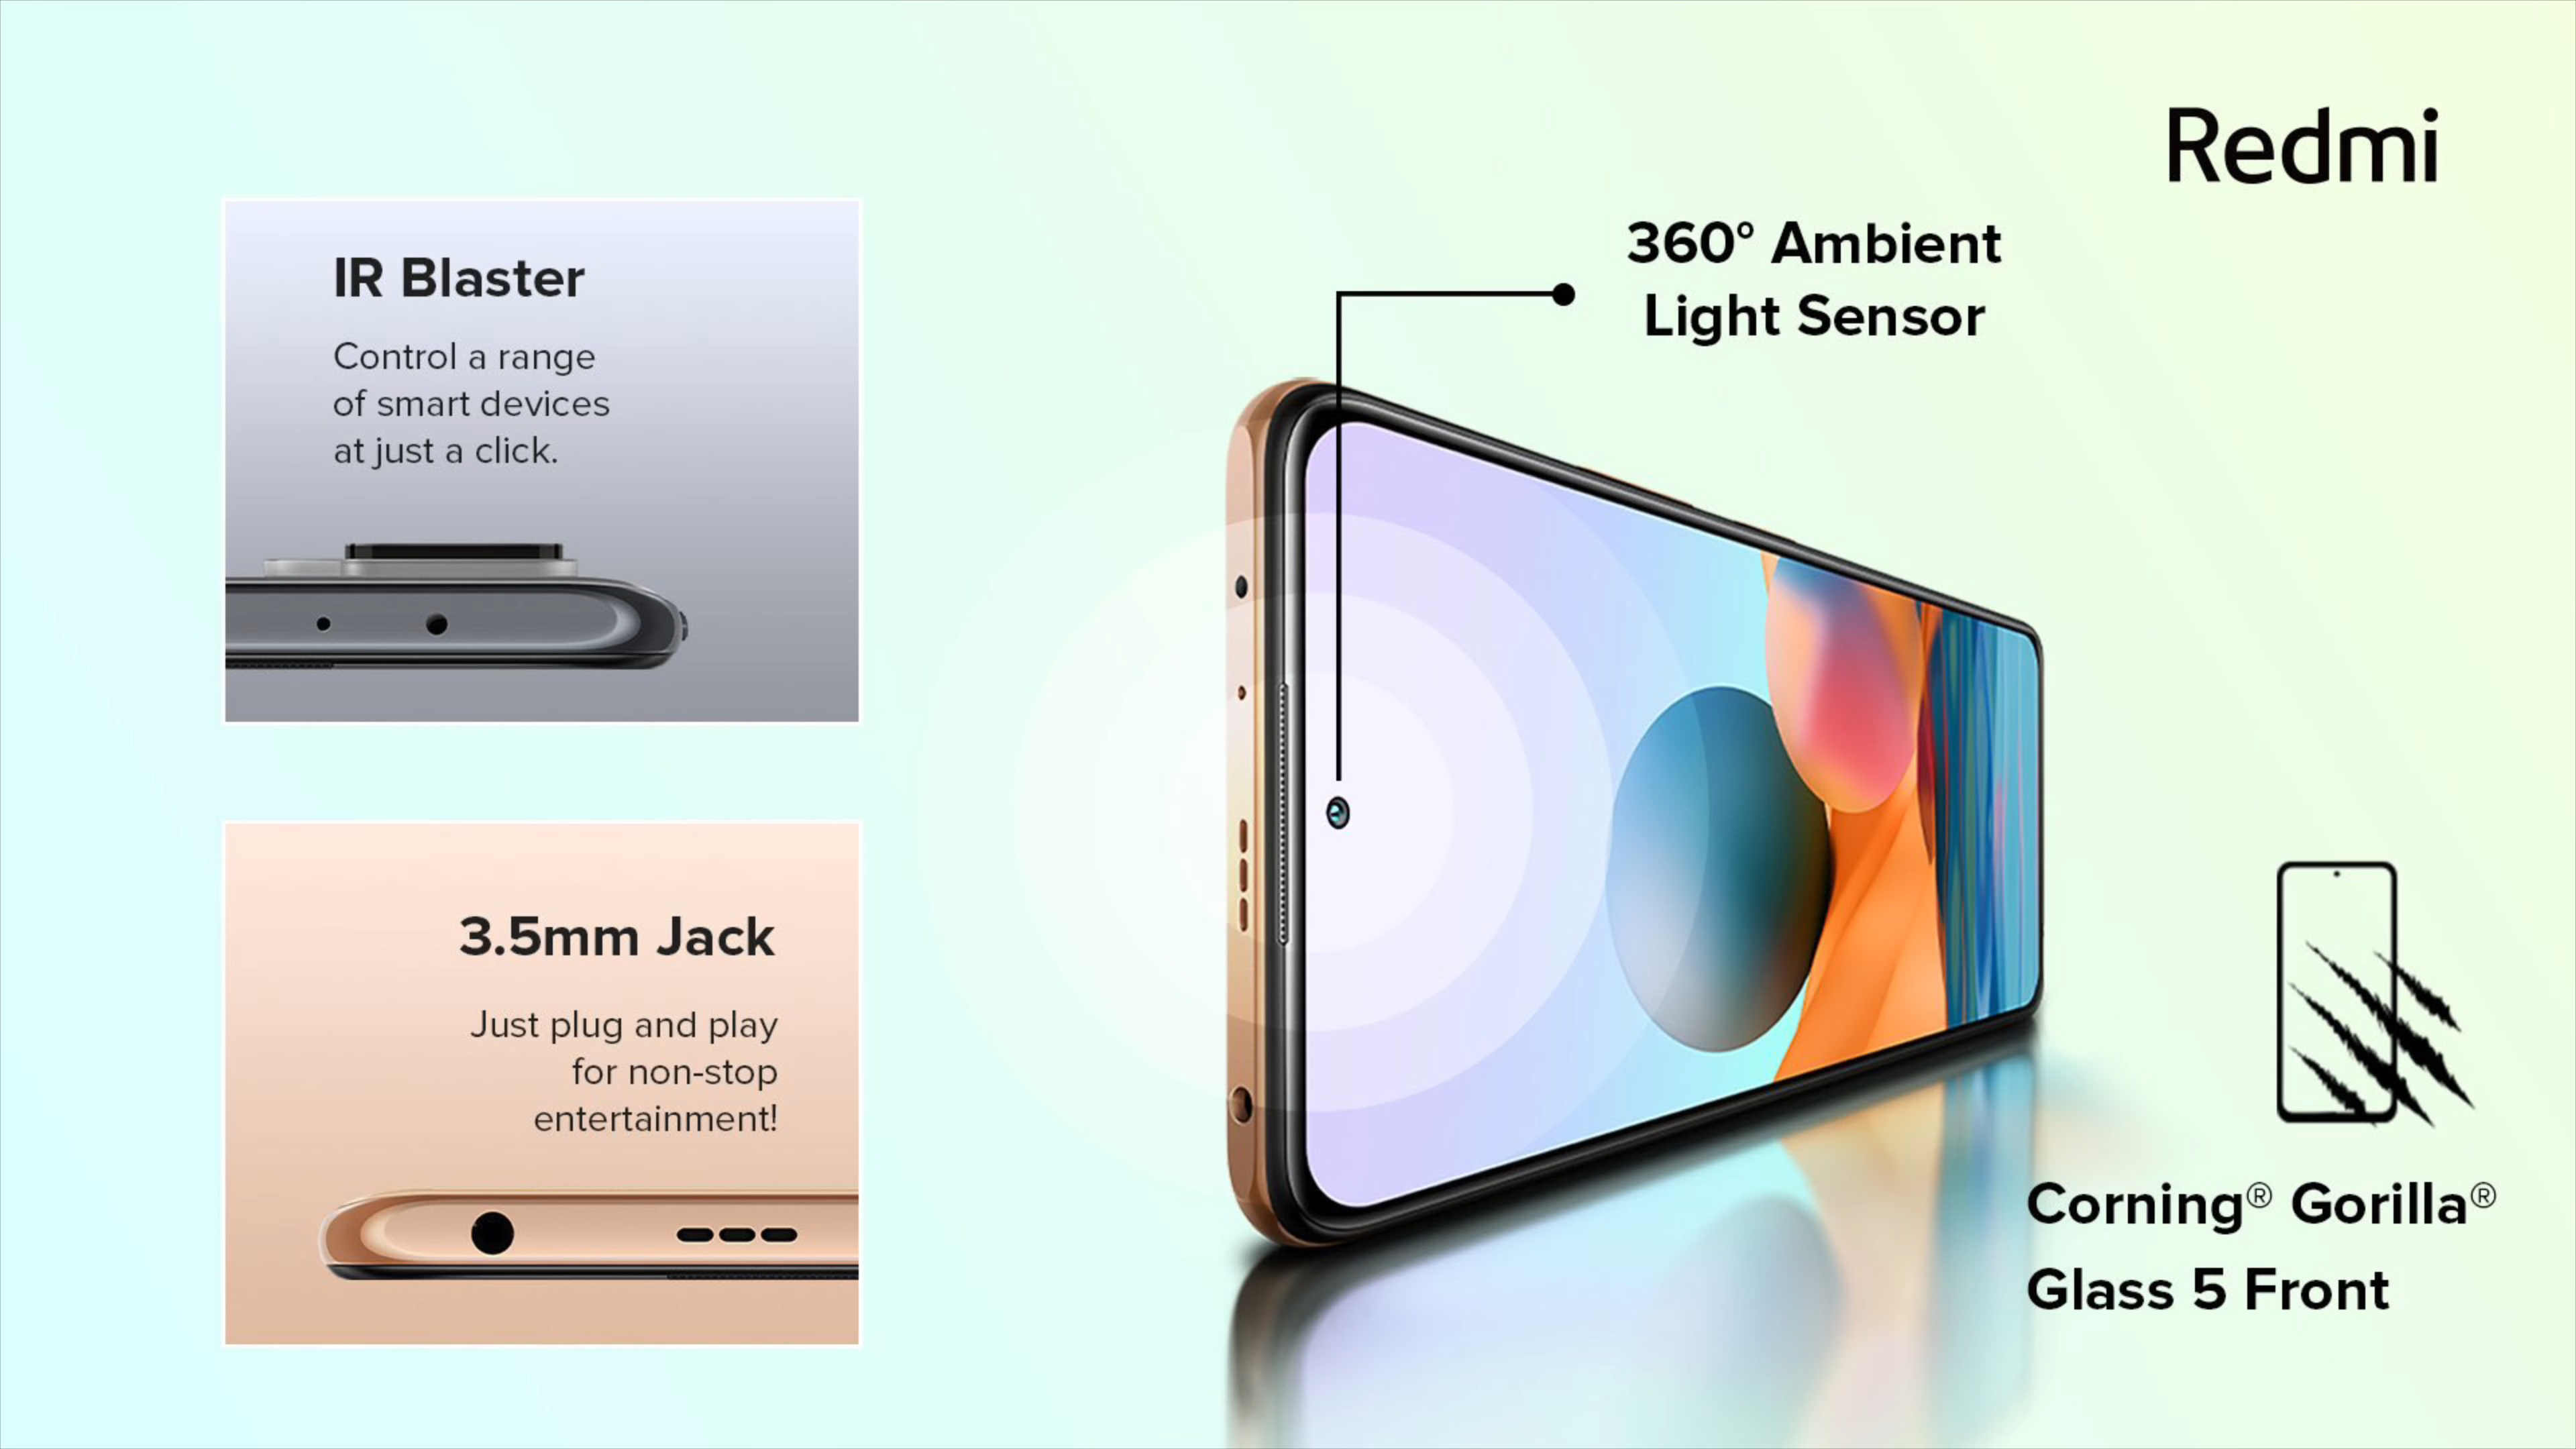 Redmi
IR Blaster
Control a range
of smart devices
at just a click.
360° Ambient
Light Sensor
3.5mm Jack
Just plug and play
for non-stop
entertainment!
Corning® Gorilla®
Glass 5 Front